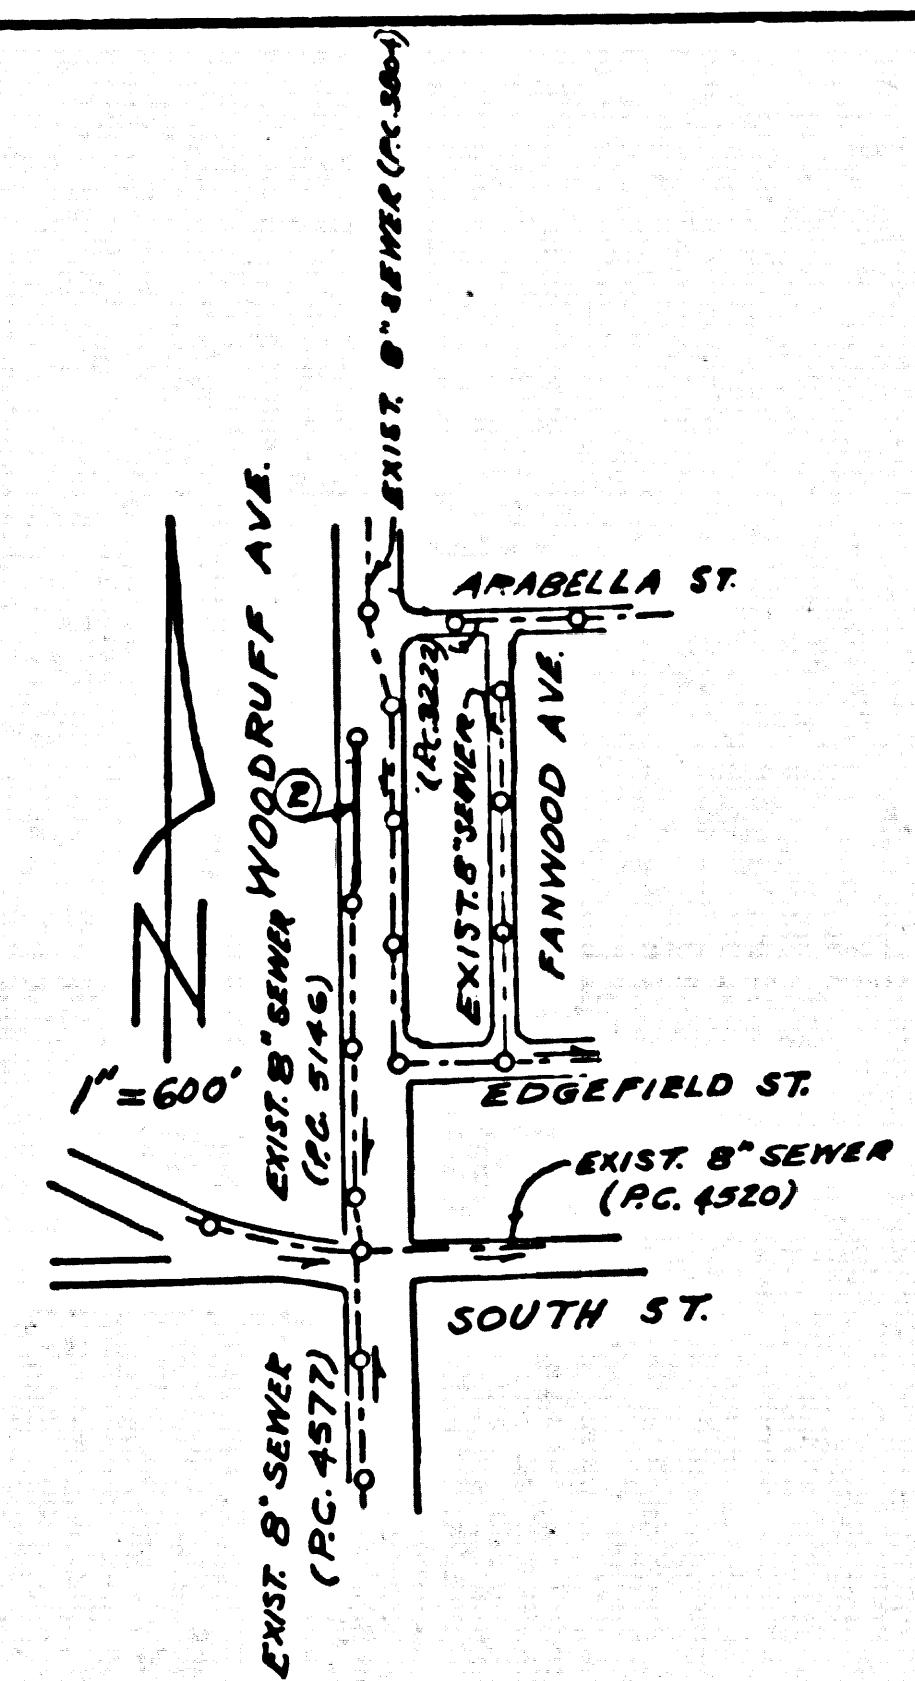 EXIST. 8" SEWER (P.C. 3804)
WOODRUFF AVE.
ARABELLA ST.
(P.C. 3222)
EXIST. 8" SEWER
FANWOOD AVE.
2
N
1" = 600'
EXIST. 8" SEWER
(P.C. 5146)
EDGEFIELD ST.
EXIST. 8" SEWER
(P.C. 4520)
SOUTH ST.
EXIST. 8" SEWER
(P.C. 4577)